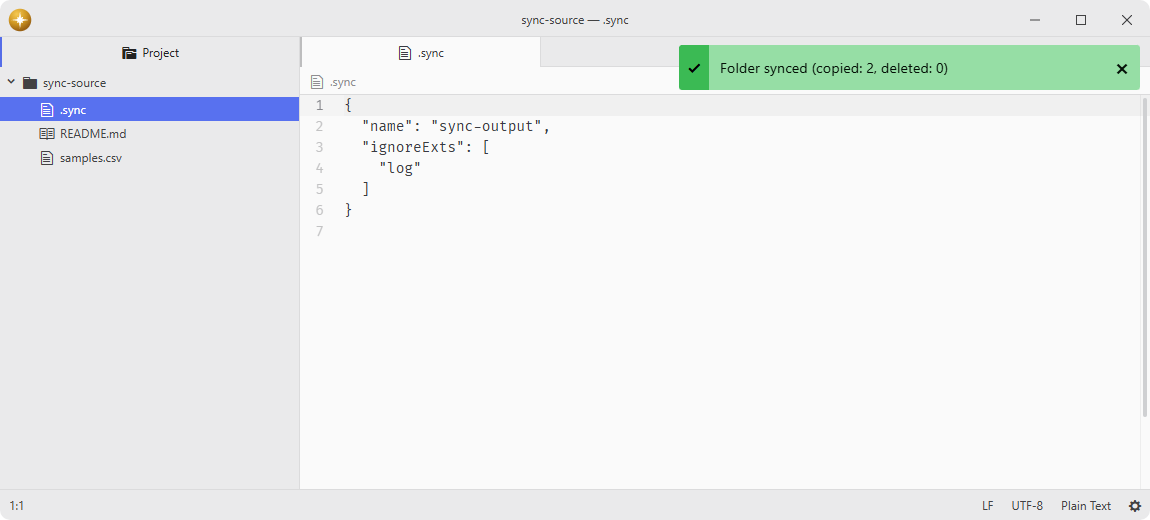 sync-source — .sync
Project
.sync
Folder synced (copied: 2, deleted: 0)
sync-source
.sync
README.md
samples.csv
.sync
1 {
2   "name": "sync-output",
3   "ignoreExts": [
4     "log"
5   ]
6 }
7
1:1
LF
UTF-8
Plain Text